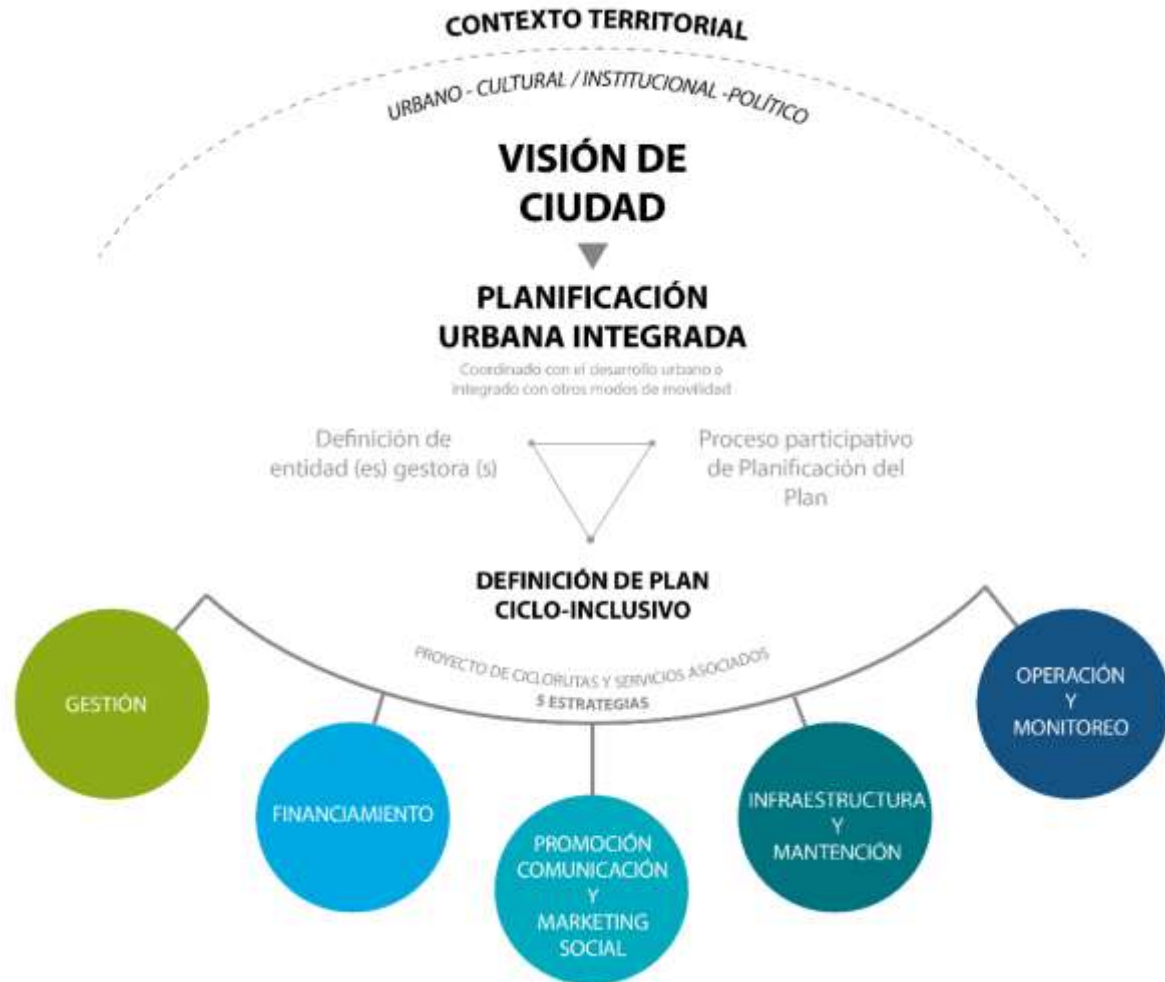 CONTEXTO TERRITORIAL
URBANO - CULTURAL / INSTITUCIONAL -POLÍTICO
VISIÓN DE
CIUDAD
PLANIFICACIÓN
URBANA INTEGRADA
Coordinado con el desarrollo urbano e
integrado con otros modos de movilidad
Definición de
entidad (es) gestora (s)
Proceso participativo
de Planificación del
Plan
DEFINICIÓN DE PLAN
CICLO-INCLUSIVO
PROYECTO DE CICLORUTAS Y SERVICIOS ASOCIADOS
5 ESTRATEGIAS
GESTIÓN
FINANCIAMIENTO
PROMOCIÓN
COMUNICACIÓN
Y
MARKETING
SOCIAL
INFRAESTRUCTURA
Y
MANTENCIÓN
OPERACIÓN
Y
MONITOREO